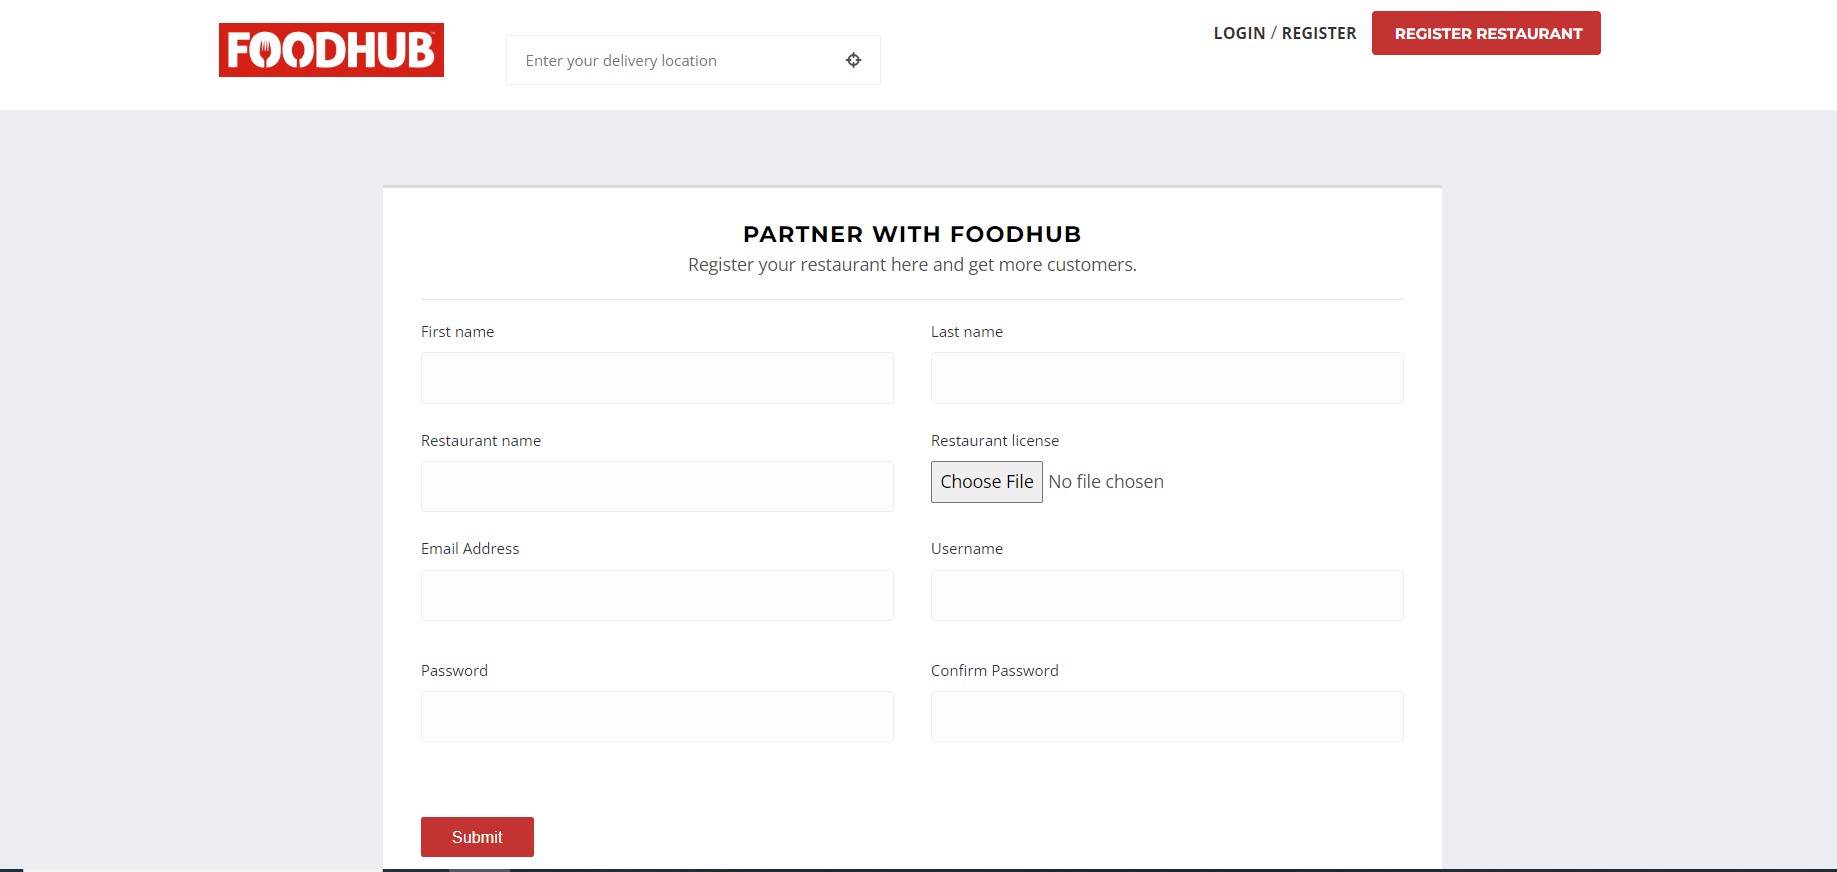 FOODHUB
Enter your delivery location
LOGIN / REGISTER
REGISTER RESTAURANT
PARTNER WITH FOODHUB
Register your restaurant here and get more customers.
First name
Last name
Restaurant name
Restaurant license
Choose File No file chosen
Email Address
Username
Password
Confirm Password
Submit